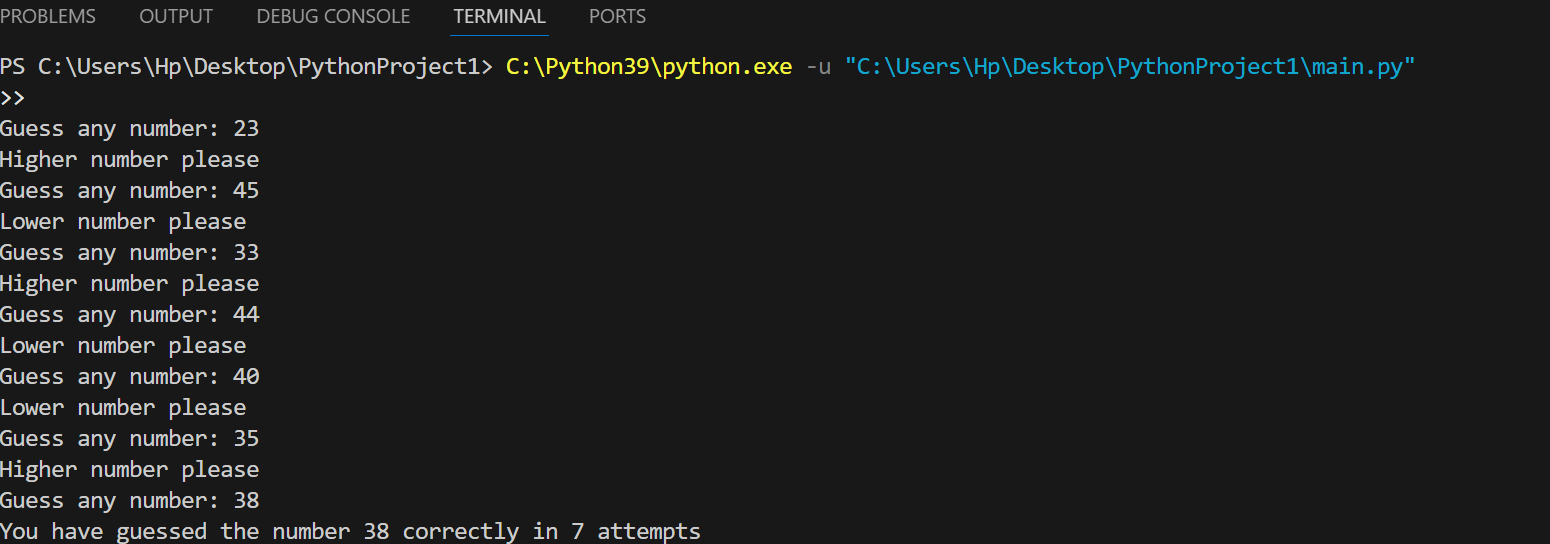 PROBLEMS OUTPUT DEBUG CONSOLE TERMINAL PORTS
PS C:\Users\Hp\Desktop\PythonProject1> C:\Python39\python.exe -u "C:\Users\Hp\Desktop\PythonProject1\main.py"
>>
Guess any number: 23
Higher number please
Guess any number: 45
Lower number please
Guess any number: 33
Higher number please
Guess any number: 44
Lower number please
Guess any number: 40
Lower number please
Guess any number: 35
Higher number please
Guess any number: 38
You have guessed the number 38 correctly in 7 attempts